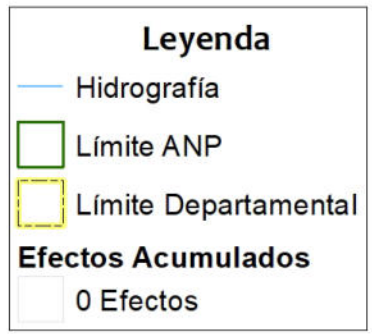 Leyenda
Hidrografía
Límite ANP
Límite Departamental
Efectos Acumulados
0 Efectos